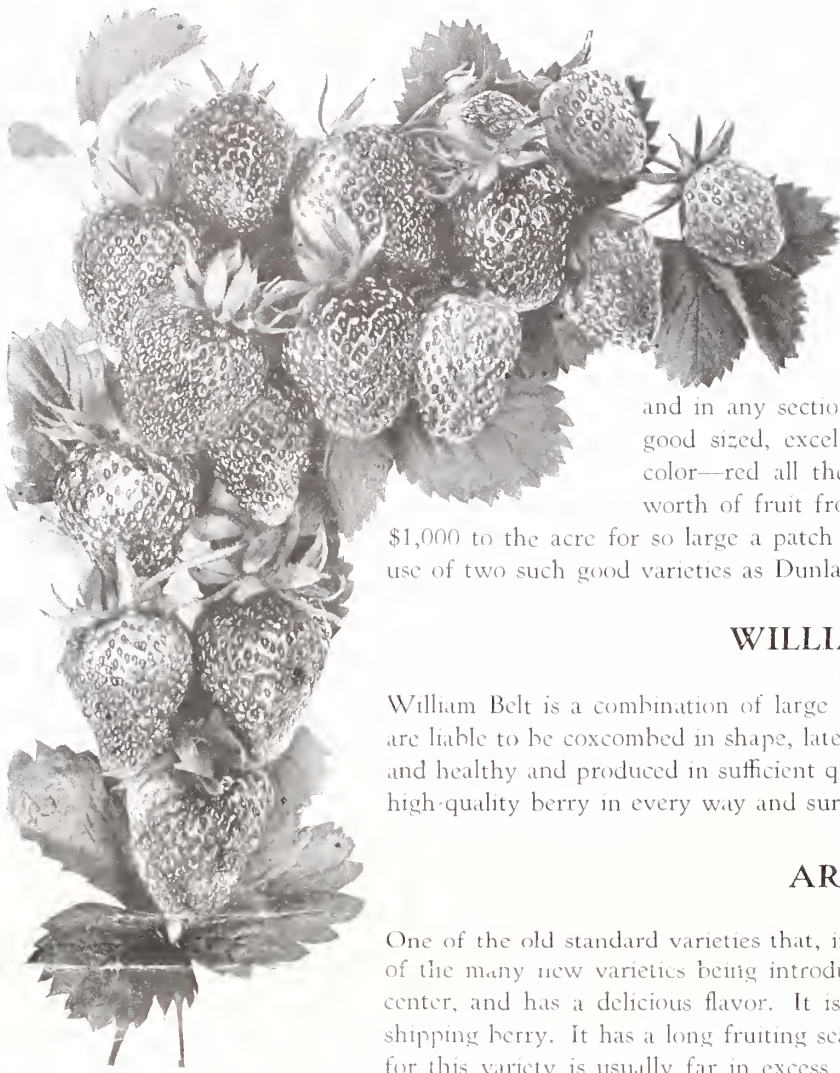 and in any sectio
good sized, excel
color—red all the
worth of fruit fro
$1,000 to the acre for so large a patch
use of two such good varieties as Dunla
WILLIA
William Belt is a combination of large
are liable to be coxcombed in shape, late
and healthy and produced in sufficient q
high-quality berry in every way and sur
AR
One of the old standard varieties that, i
of the many new varieties being introdu
center, and has a delicious flavor. It is
shipping berry. It has a long fruiting sea
for this variety is usually far in excess